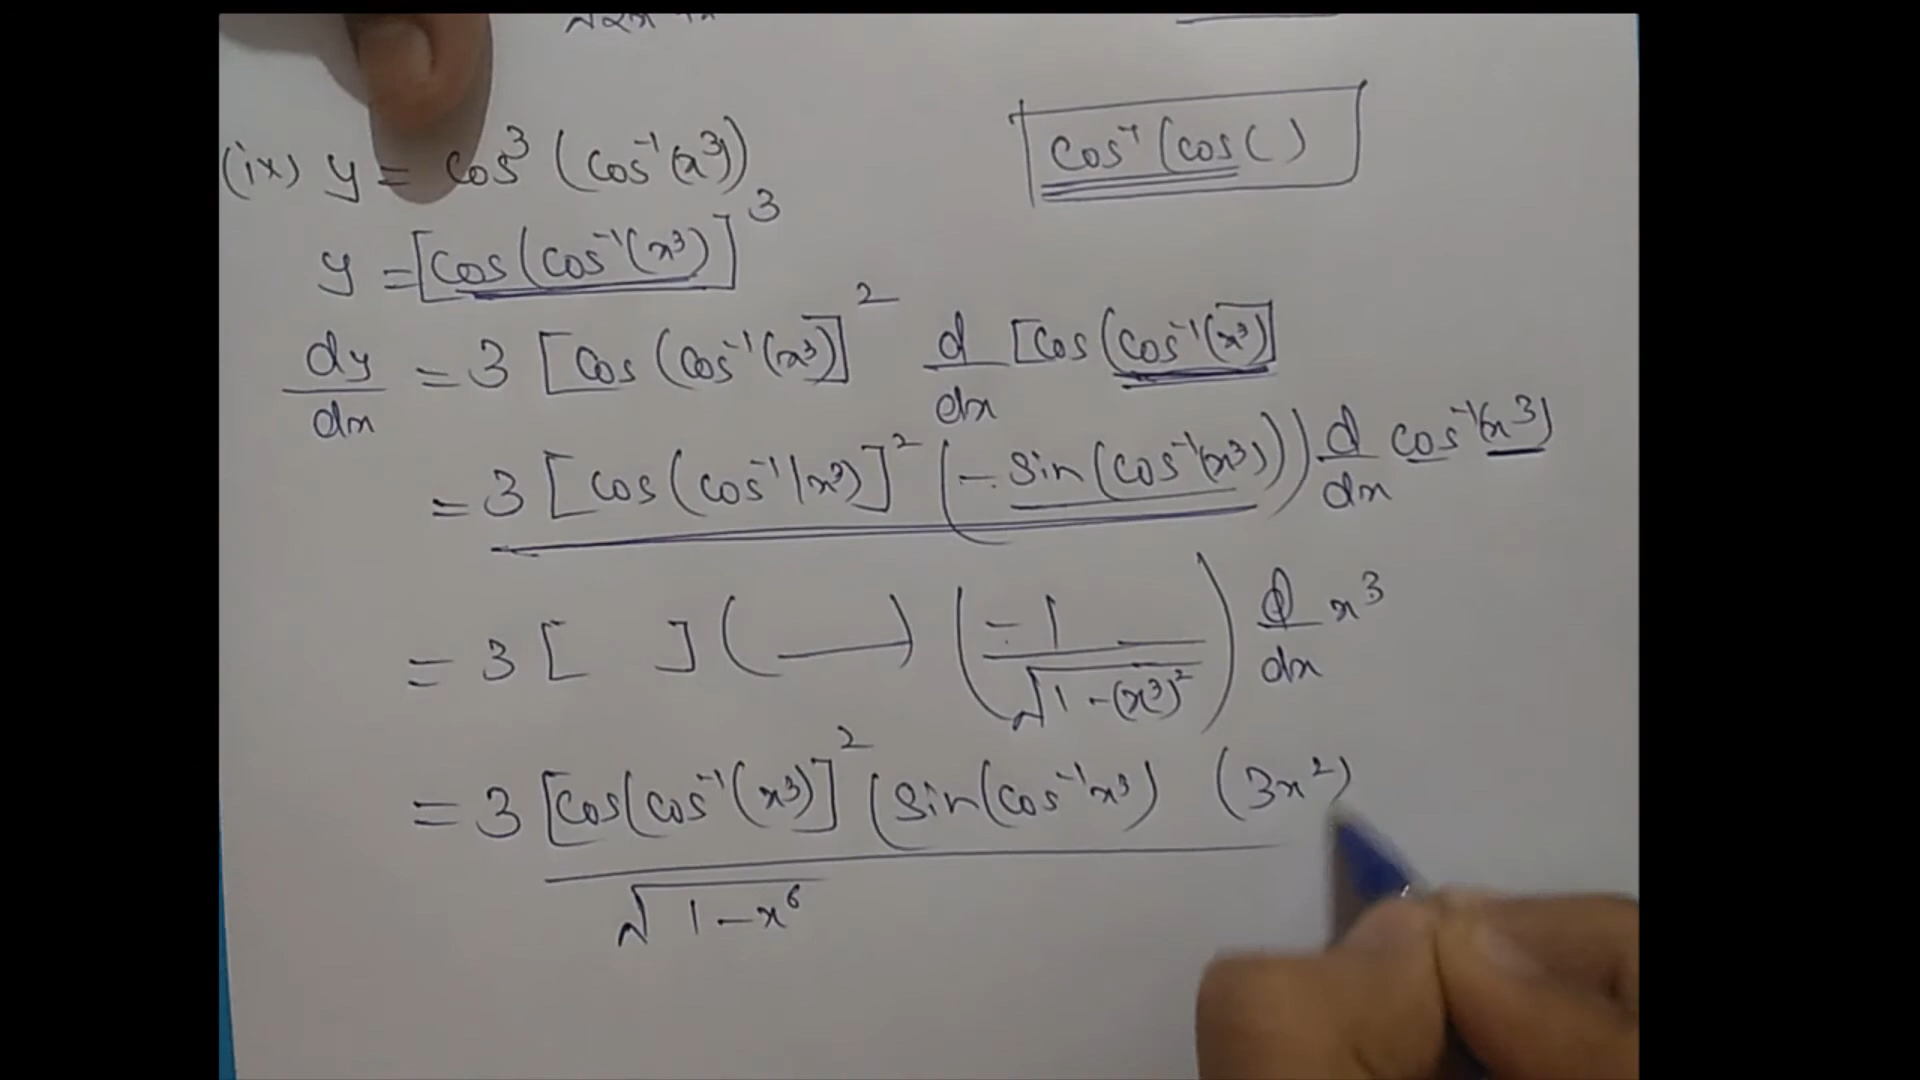 (ix) y = cos³ (cos⁻¹(x³))
cos⁻¹ (cos ( )
y = [cos (cos⁻¹(x³)]³
dy/dx = 3 [cos (cos⁻¹(x³)]² d/dx [cos (cos⁻¹(x³)]
= 3 [cos (cos⁻¹(x³)]² (- sin (cos⁻¹(x³))) d/dx cos⁻¹(x³)
= 3 [ ] ( — ) (-1/√1-(x³)²) d/dx x³
= 3 [cos(cos⁻¹(x³)]² (sin(cos⁻¹x³) (3x²)
√1-x⁶